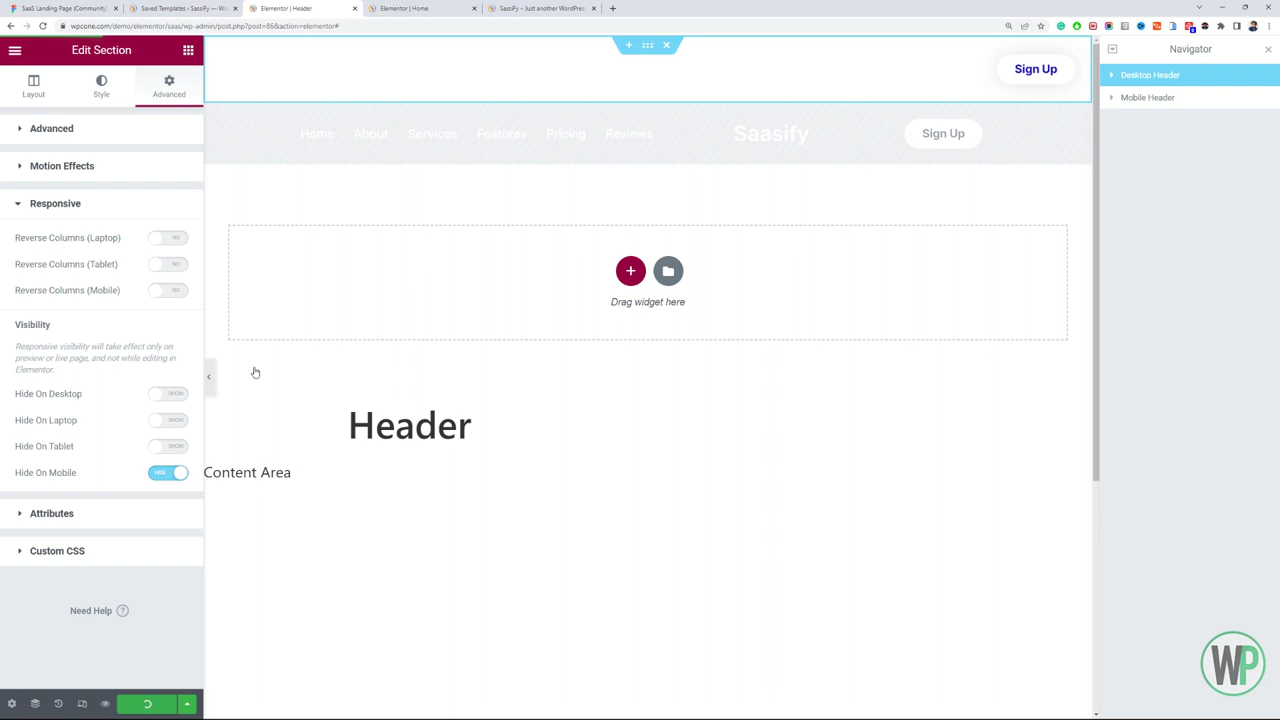 SaaS Landing Page (Community)
Saved Templates - SassiFy — Wo
Elementor | Header
Elementor | Home
SassiFy – Just another WordPress
wpcone.com/demo/elementor/saas/wp-admin/post.php?post=86&action=elementor#
Edit Section
Layout
Style
Advanced
Advanced
Motion Effects
Responsive
Reverse Columns (Laptop)
NO
Reverse Columns (Tablet)
NO
Reverse Columns (Mobile)
NO
Visibility
Responsive visibility will take effect only on
preview or live page, and not while editing in
Elementor.
Hide On Desktop
SHOW
Hide On Laptop
SHOW
Hide On Tablet
SHOW
Hide On Mobile
HIDE
Attributes
Custom CSS
Need Help ?
Sign Up
Home About Services Features Pricing Reviews Saasify Sign Up
Drag widget here
Header
Content Area
Navigator
Desktop Header
Mobile Header
WP